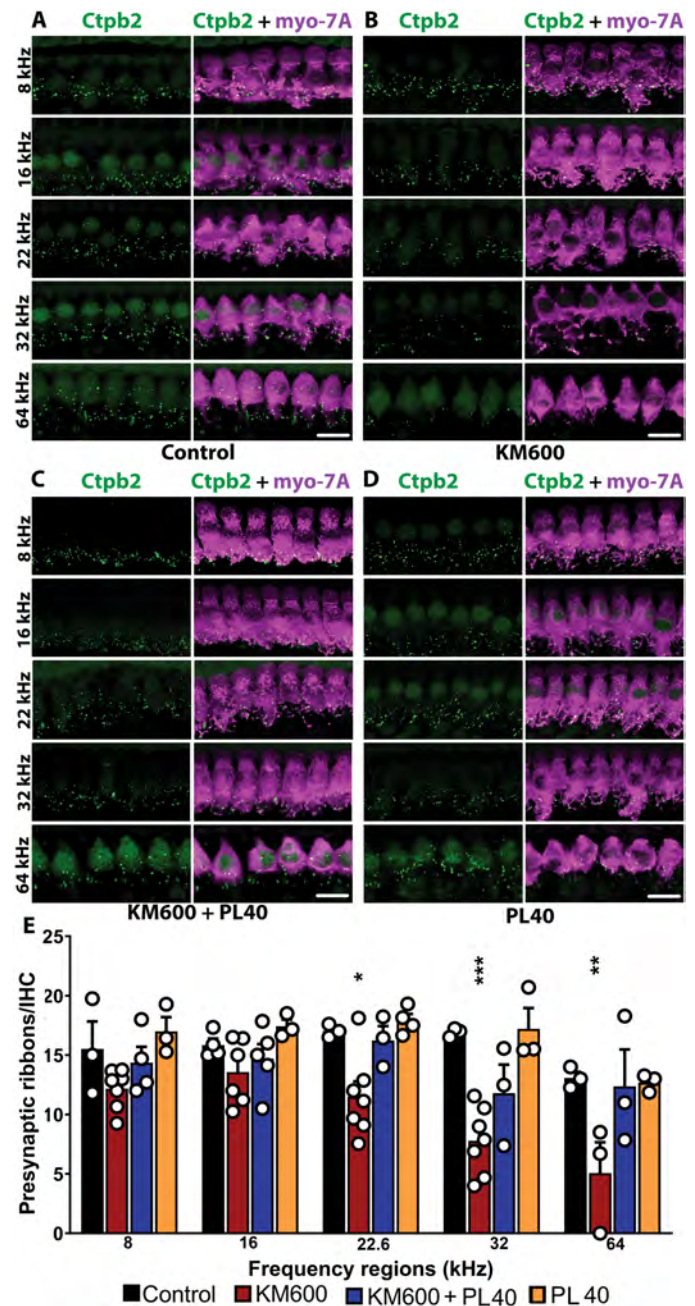 A Ctpb2 Ctpb2 + myo-7A B Ctpb2 Ctpb2 + myo-7A
8 kHz
16 kHz
22 kHz
32 kHz
64 kHz
Control KM600
C Ctpb2 Ctpb2 + myo-7A D Ctpb2 Ctpb2 + myo-7A
8 kHz
16 kHz
22 kHz
32 kHz
64 kHz
KM600 + PL40 PL40
E
Presynaptic ribbons/IHC
25
20
15
10
5
0
* *** **
8 16 22.6 32 64
Frequency regions (kHz)
Control KM600 KM600 + PL40 PL 40